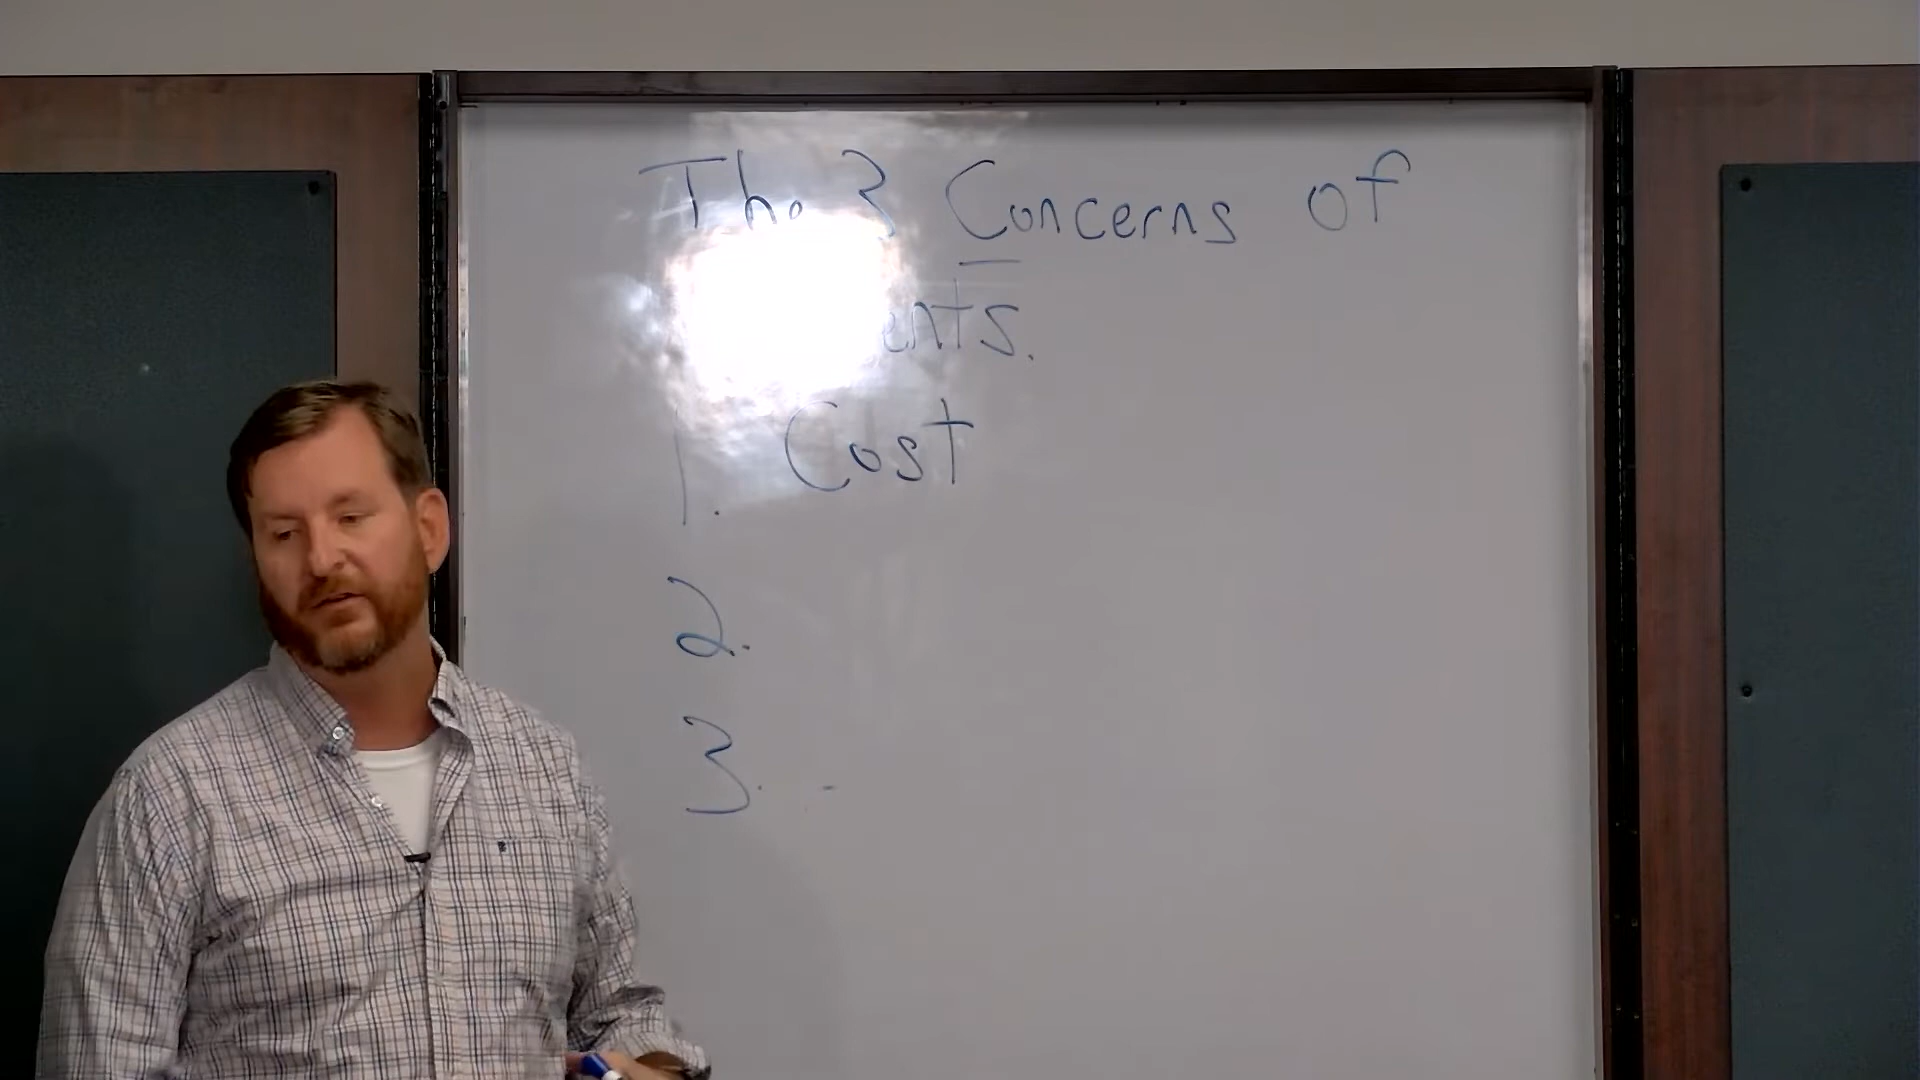 The 3 Concerns of
1. Cost
2.
3.